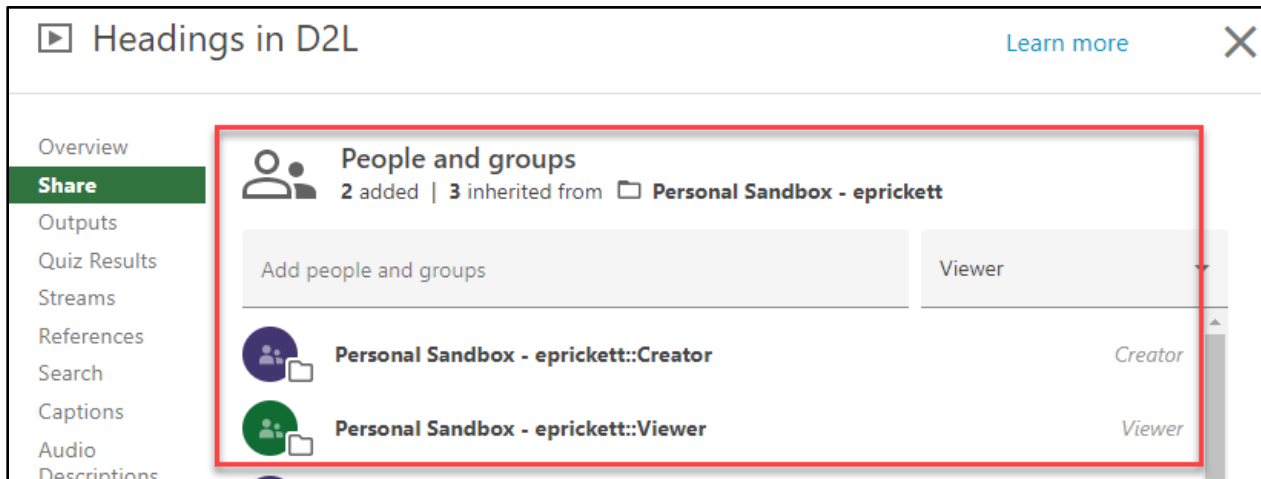 Headings in D2L
Learn more
Overview
Share
Outputs
Quiz Results
Streams
References
Search
Captions
Audio
Descriptions
People and groups
2 added | 3 inherited from Personal Sandbox - eprickett
Add people and groups
Viewer
Personal Sandbox - eprickett::Creator
Creator
Personal Sandbox - eprickett::Viewer
Viewer